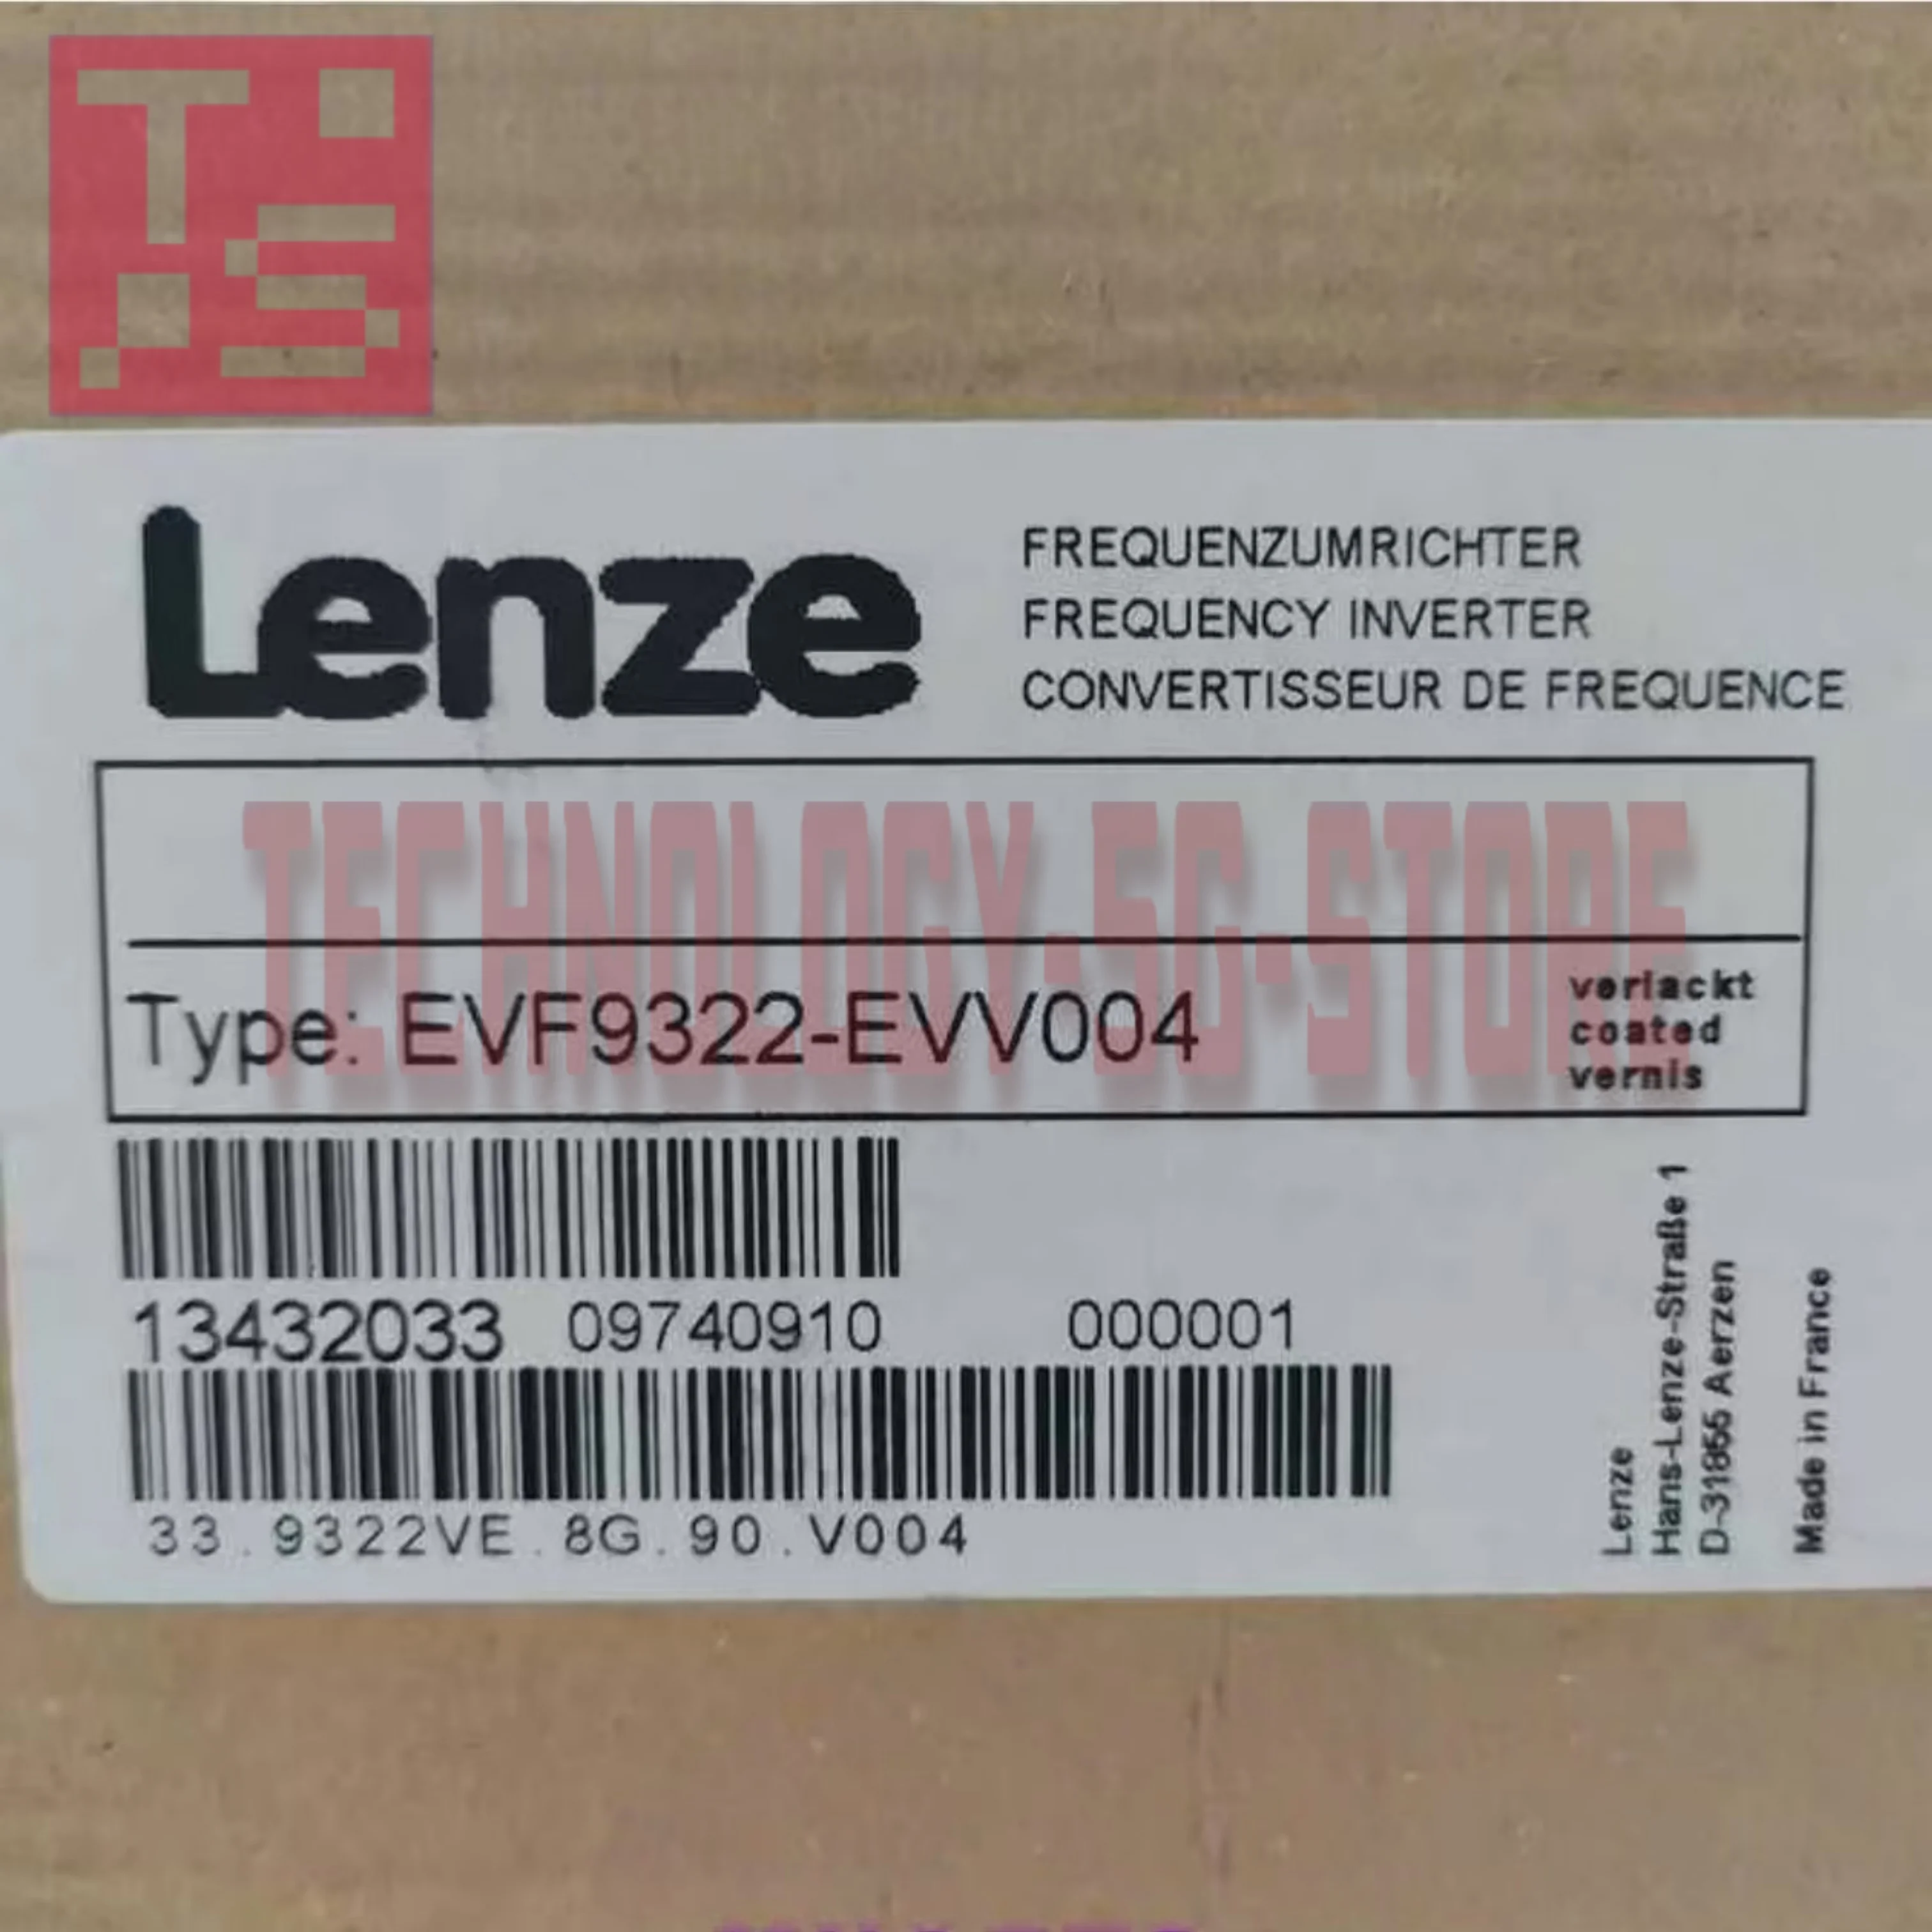 TS
Lenze
FREQUENZUMRICHTER
FREQUENCY INVERTER
CONVERTISSEUR DE FREQUENCE
TECHNOLOGY-5G-STORE
Type: EVF9322-EVV004
verlackt
coated
vernis
13432033 09740910 000001
33.9322VE.8G.90.V004
Lenze
Hans-Lenze-Straße 1
D-31855 Aerzen
Made in France